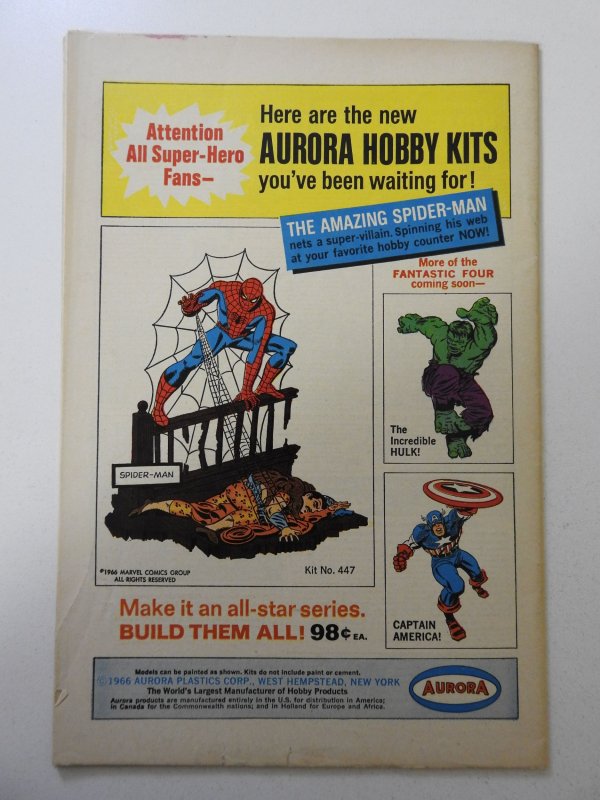 Attention
All Super-Hero
Fans—
Here are the new
AURORA HOBBY KITS
you've been waiting for!
THE AMAZING SPIDER-MAN
nets a super-villain. Spinning his web
at your favorite hobby counter NOW!
More of the
FANTASTIC FOUR
coming soon—
SPIDER-MAN
©1966 MARVEL COMICS GROUP
ALL RIGHTS RESERVED
Kit No. 447
The
Incredible
HULK!
CAPTAIN
AMERICA!
Make it an all-star series.
BUILD THEM ALL! 98¢ EA.
Models can be painted as shown. Kits do not include paint or cement.
©1966 AURORA PLASTICS CORP., WEST HEMPSTEAD, NEW YORK
The World's Largest Manufacturer of Hobby Products
Aurora products are manufactured entirely in the U.S. for distribution in America;
in Canada for the Commonwealth nations; and in Holland for Europe and Africa.
AURORA